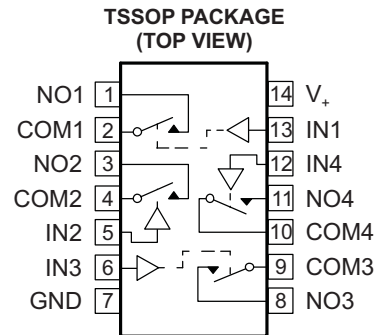 TSSOP PACKAGE
(TOP VIEW)
NO1 1
COM1 2
NO2 3
COM2 4
IN2 5
IN3 6
GND 7
14 V+
13 IN1
12 IN4
11 NO4
10 COM4
9 COM3
8 NO3